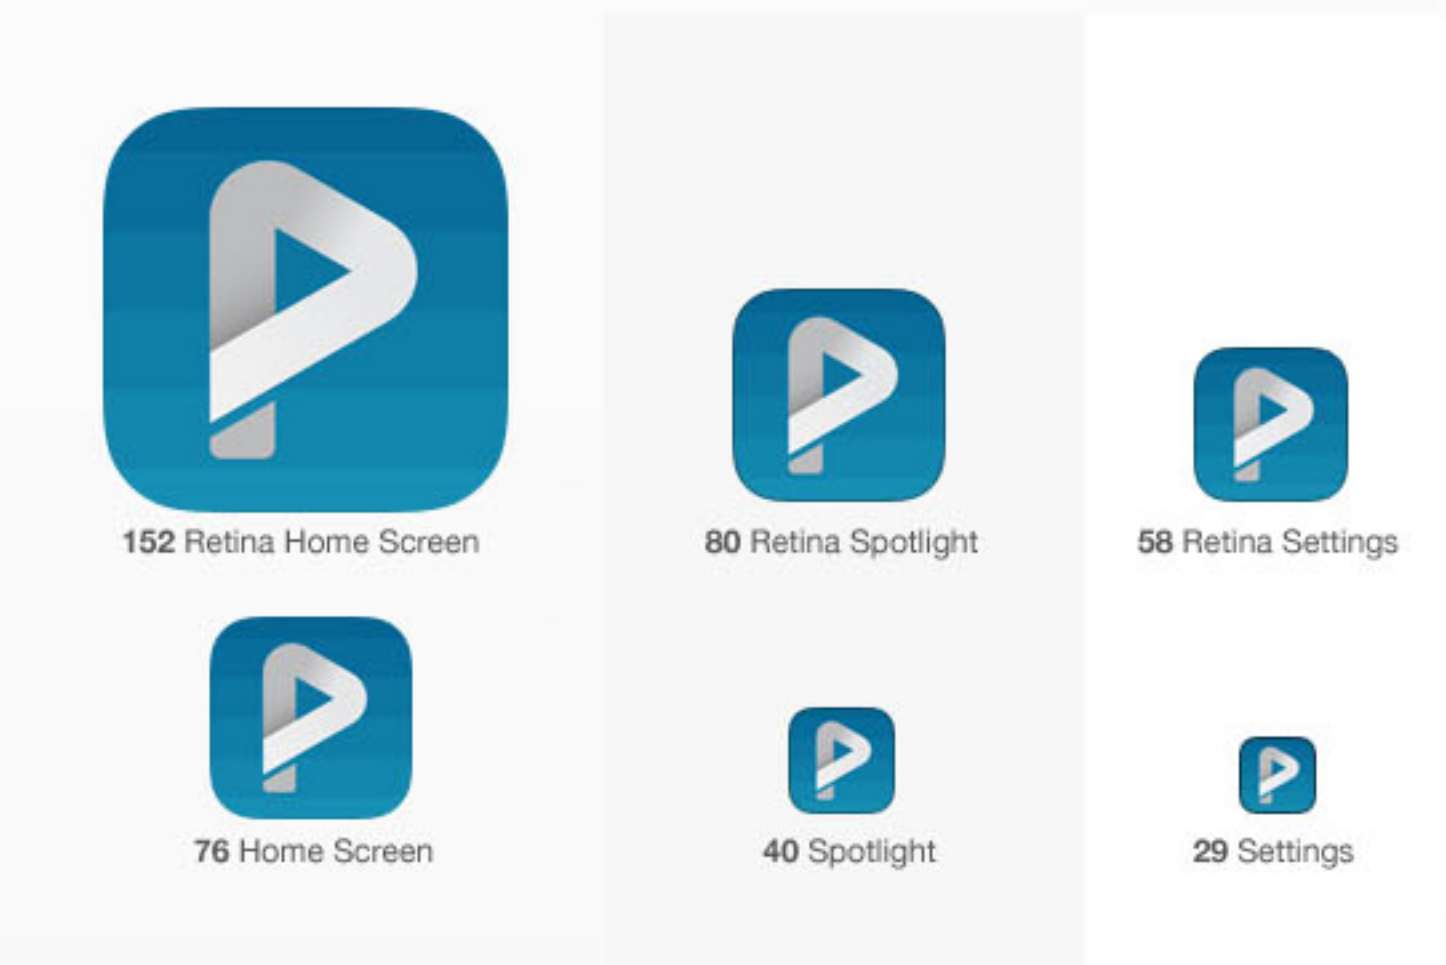 152 Retina Home Screen
80 Retina Spotlight
58 Retina Settings
76 Home Screen
40 Spotlight
29 Settings